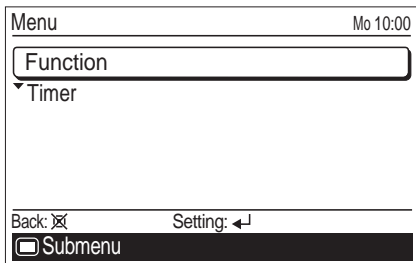 Menu Mo 10:00
Function
Timer
Back: Setting:
Submenu